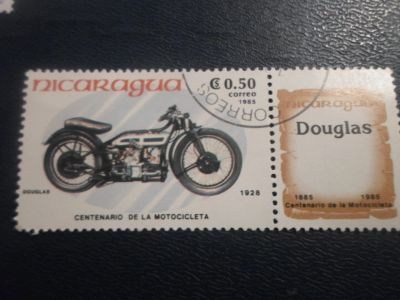 nicaragua
C$ 0.50
correo
1985
CORREOS
DOUGLAS
1928
CENTENARIO DE LA MOTOCICLETA
nicaragua
Douglas
1885 1985
Centenario de la Motocicleta